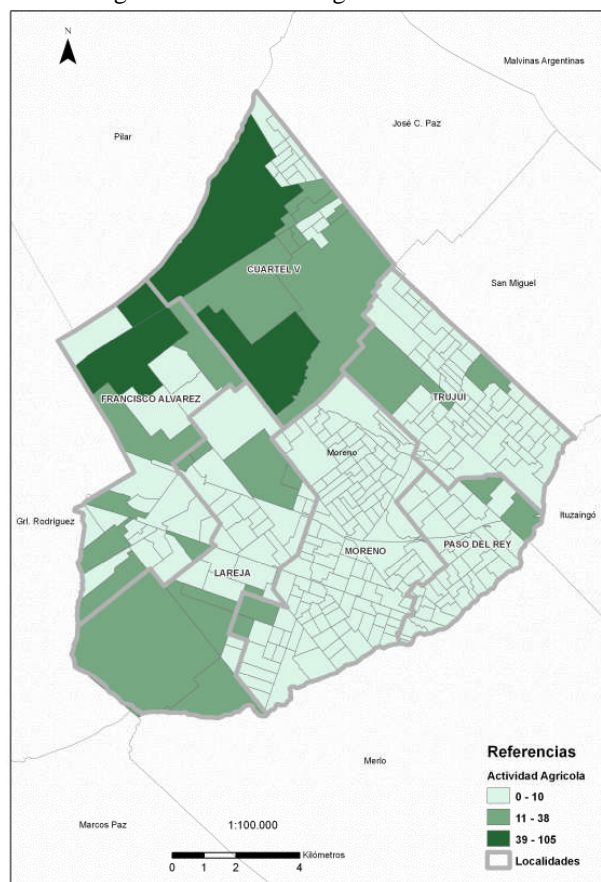 N
Malvinas Argentinas
José C. Paz
Pilar
CUARTEL V
San Miguel
FRANCISCO ALVAREZ
TRUJUI
Moreno
Grl. Rodriguez
Ituzaingó
MORENO
PASO DEL REY
LAREJA
Referencias
Actividad Agrícola
0 - 10
11 - 38
39 - 105
Localidades
Merlo
Marcos Paz
1:100.000
Kilómetros
0 1 2 4